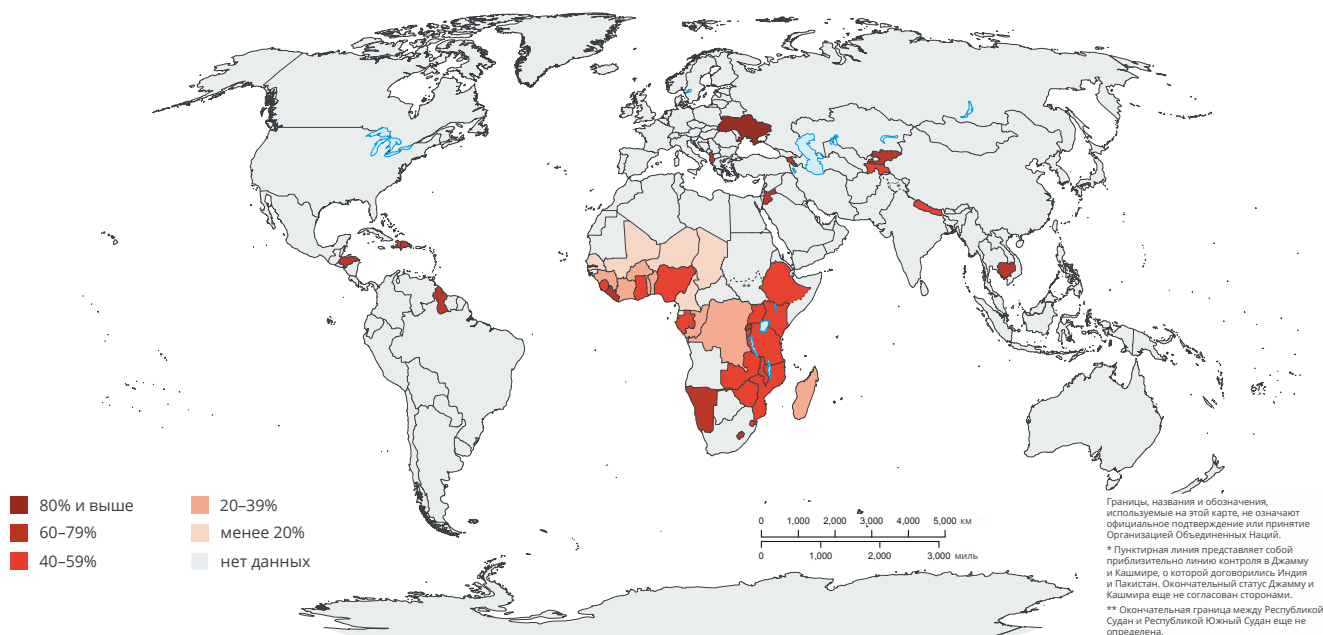 **
80% и выше
60–79%
40–59%
20–39%
менее 20%
нет данных
0 1,000 2,000 3,000 4,000 5,000 км
0 1,000 2,000 3,000 миль
Границы, названия и обозначения,
используемые на этой карте, не означают
официальное подтверждение или принятие
Организацией Объединенных Наций.
* Пунктирная линия представляет собой
приблизительно линию контроля в Джамму
и Кашмире, о которой договорились Индия
и Пакистан. Окончательный статус Джамму и
Кашмира еще не согласован сторонами.
** Окончательная граница между Республикой
Судан и Республикой Южный Судан еще не
определена.